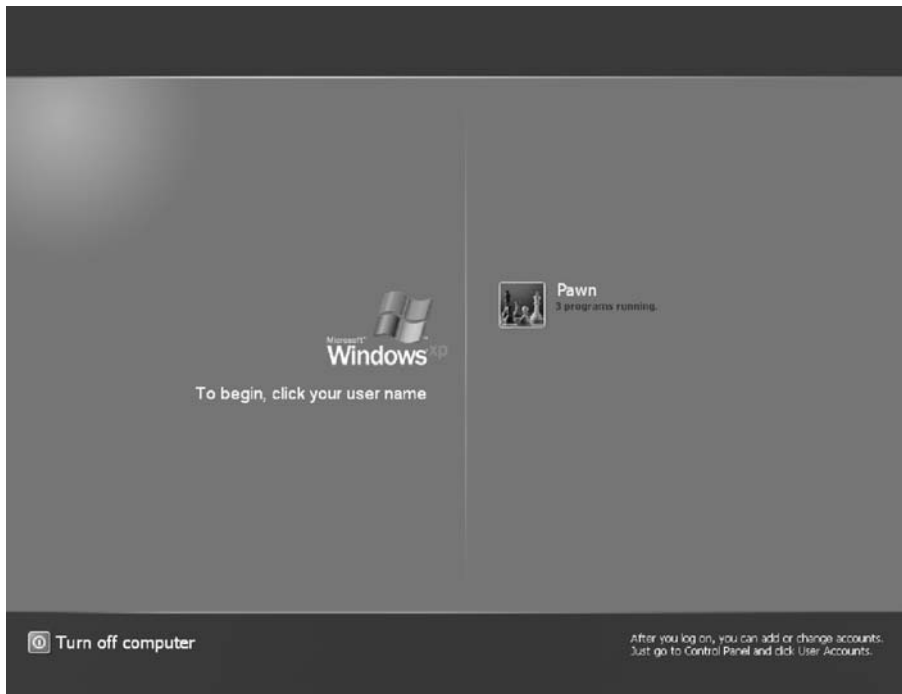 Microsoft®
Windows xp
To begin, click your user name
Pawn
3 programs running.
Turn off computer
After you log on, you can add or change accounts.
Just go to Control Panel and click User Accounts.